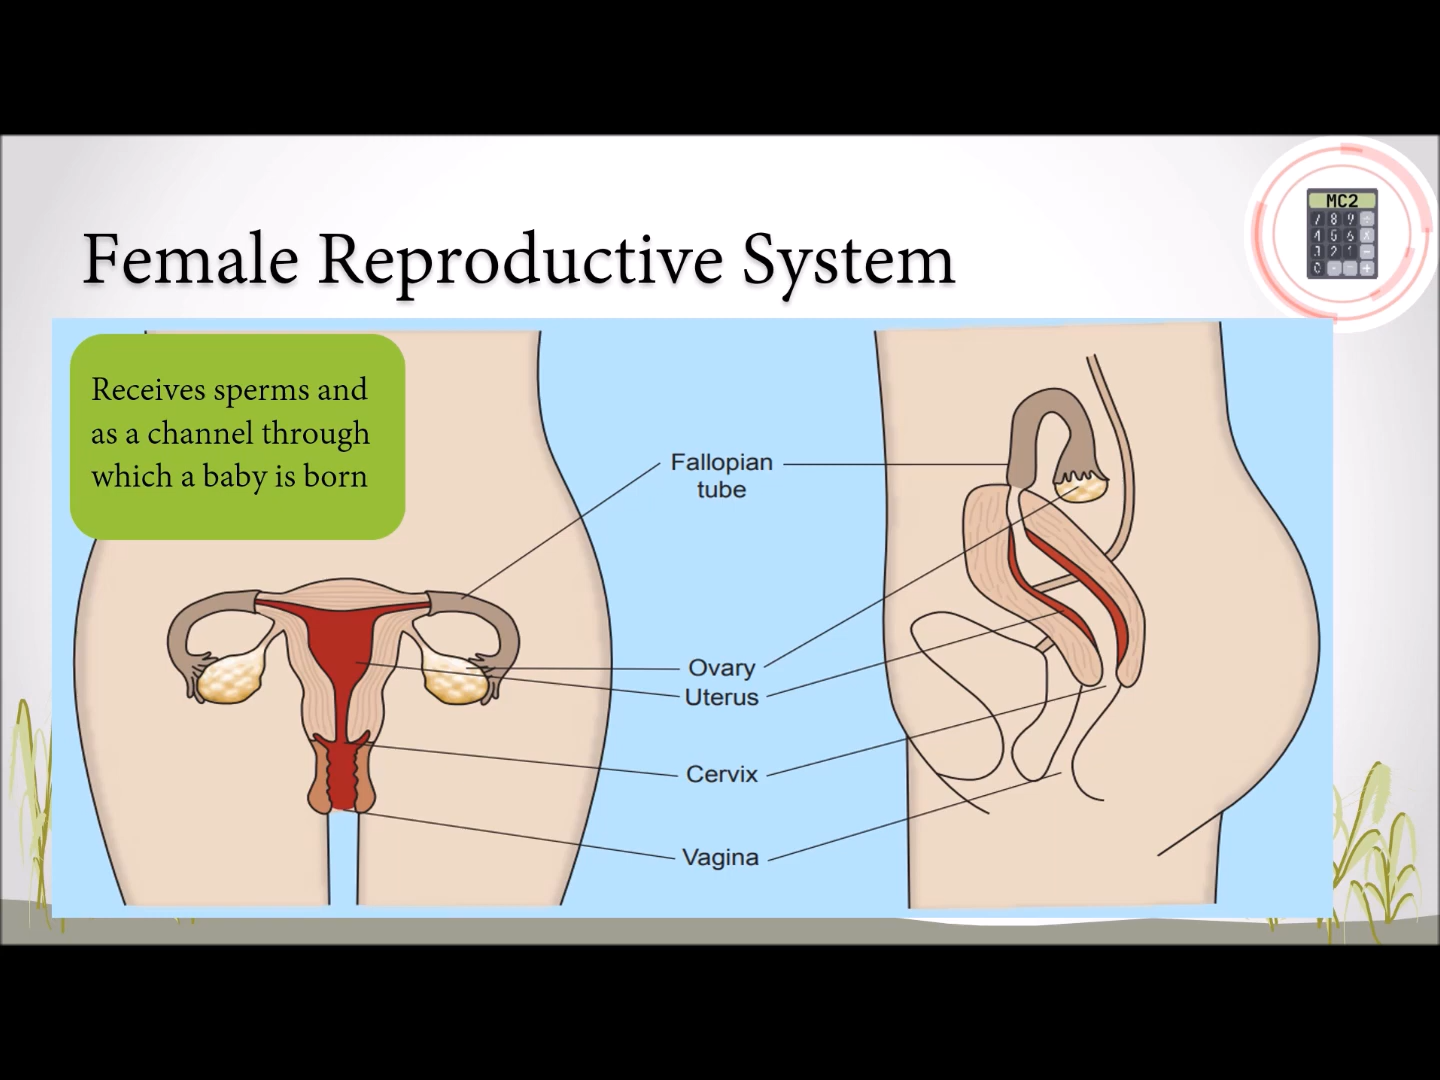 MC2
Female Reproductive System
Receives sperms and
as a channel through
which a baby is born
Fallopian
tube
Ovary
Uterus
Cervix
Vagina